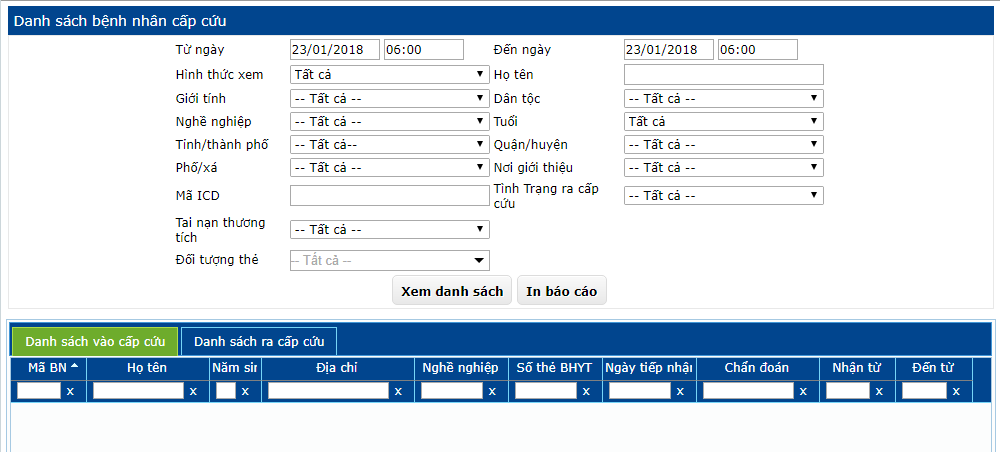 Danh sách bệnh nhân cấp cứu
Từ ngày 23/01/2018 06:00 Đến ngày 23/01/2018 06:00
Hình thức xem Tất cả Họ tên
Giới tính -- Tất cả -- Dân tộc -- Tất cả --
Nghề nghiệp -- Tất cả -- Tuổi Tất cả
Tỉnh/thành phố -- Tất cả-- Quận/huyện -- Tất cả --
Phố/xá -- Tất cả -- Nơi giới thiệu -- Tất cả --
Mã ICD Tình Trạng ra cấp cứu -- Tất cả --
Tai nạn thương tích -- Tất cả --
Đối tượng thẻ -- Tất cả --
Xem danh sách In báo cáo
Danh sách vào cấp cứu Danh sách ra cấp cứu
Mã BN Họ tên Năm sir Địa chỉ Nghề nghiệp Số thẻ BHYT Ngày tiếp nhận Chẩn đoán Nhận từ Đến từ
x x x x x x x x x x